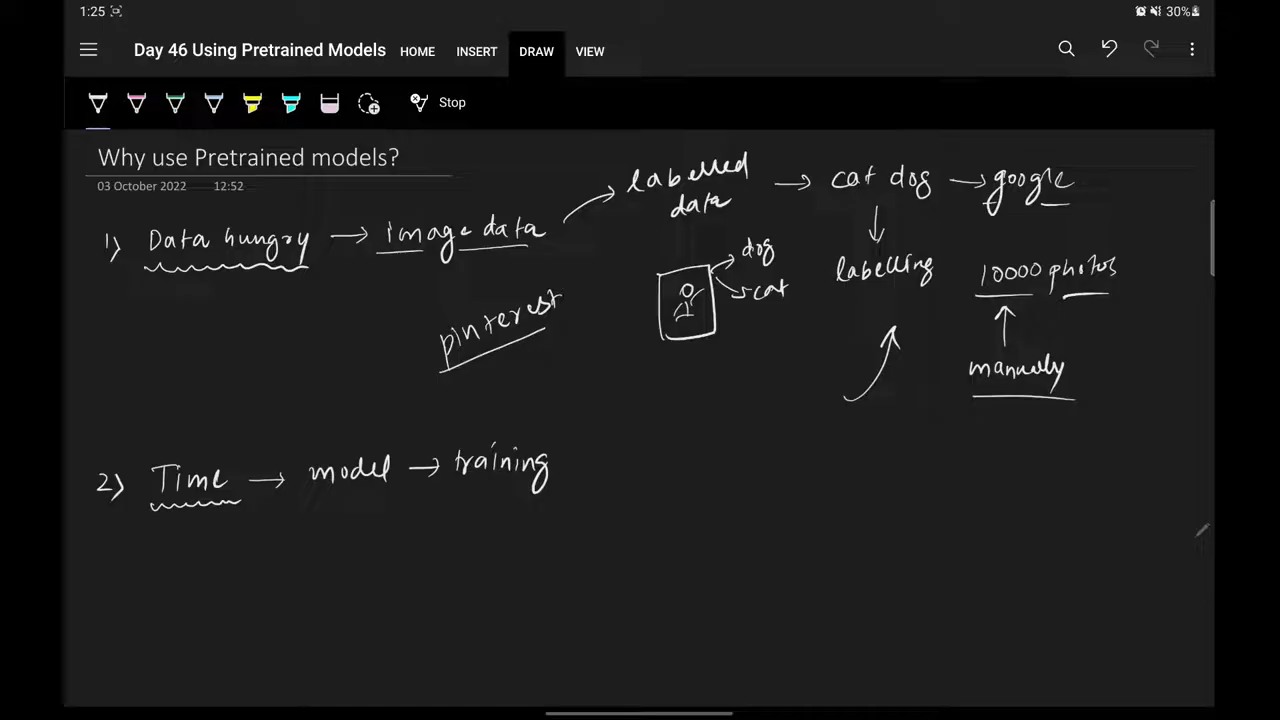 1:25 30%
Day 46 Using Pretrained Models HOME INSERT DRAW VIEW
Stop
Why use Pretrained models?
03 October 2022 12:52
1) Data hungry → image data → labelled data → cat dog → google
dog
cat
labelling
10000 photos
manually
pinterest
2) Time → model → training